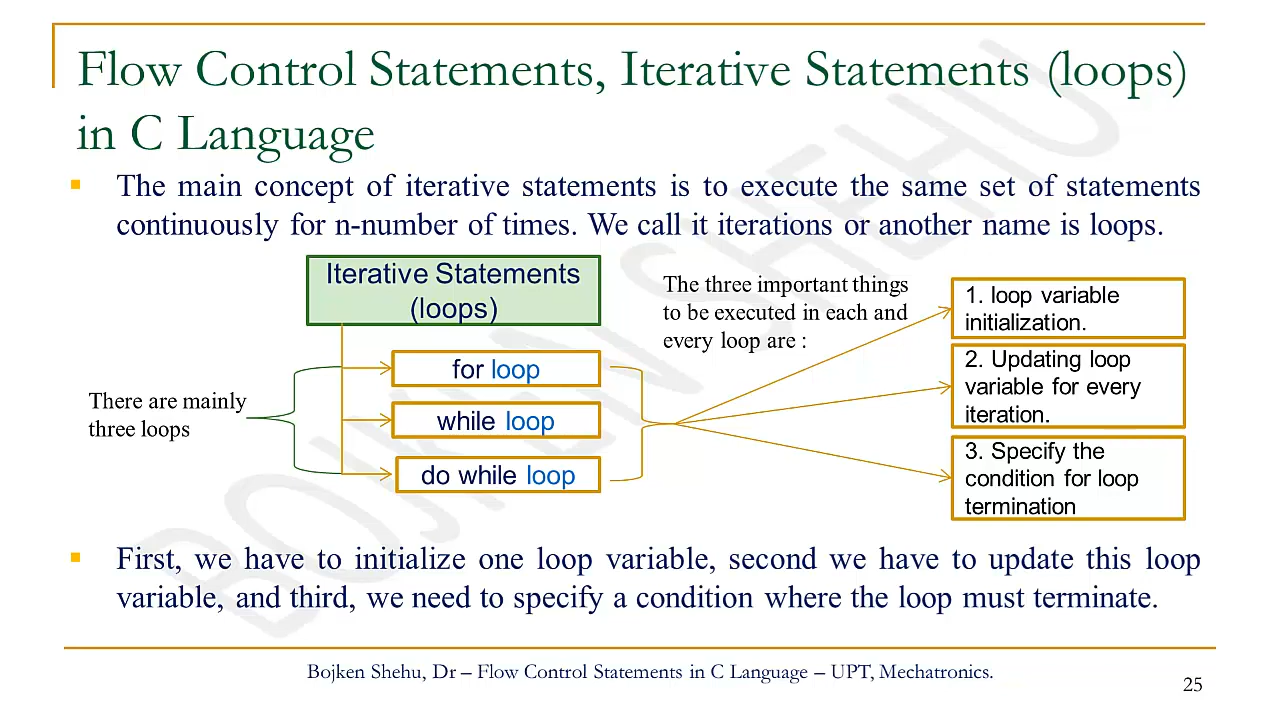 Flow Control Statements, Iterative Statements (loops)
in C Language
The main concept of iterative statements is to execute the same set of statements
continuously for n-number of times. We call it iterations or another name is loops.
Iterative Statements
(loops)
for loop
while loop
do while loop
There are mainly
three loops
The three important things
to be executed in each and
every loop are :
1. loop variable
initialization.
2. Updating loop
variable for every
iteration.
3. Specify the
condition for loop
termination
First, we have to initialize one loop variable, second we have to update this loop
variable, and third, we need to specify a condition where the loop must terminate.
BOJKEN SHEHU
Bojken Shehu, Dr – Flow Control Statements in C Language – UPT, Mechatronics.
25